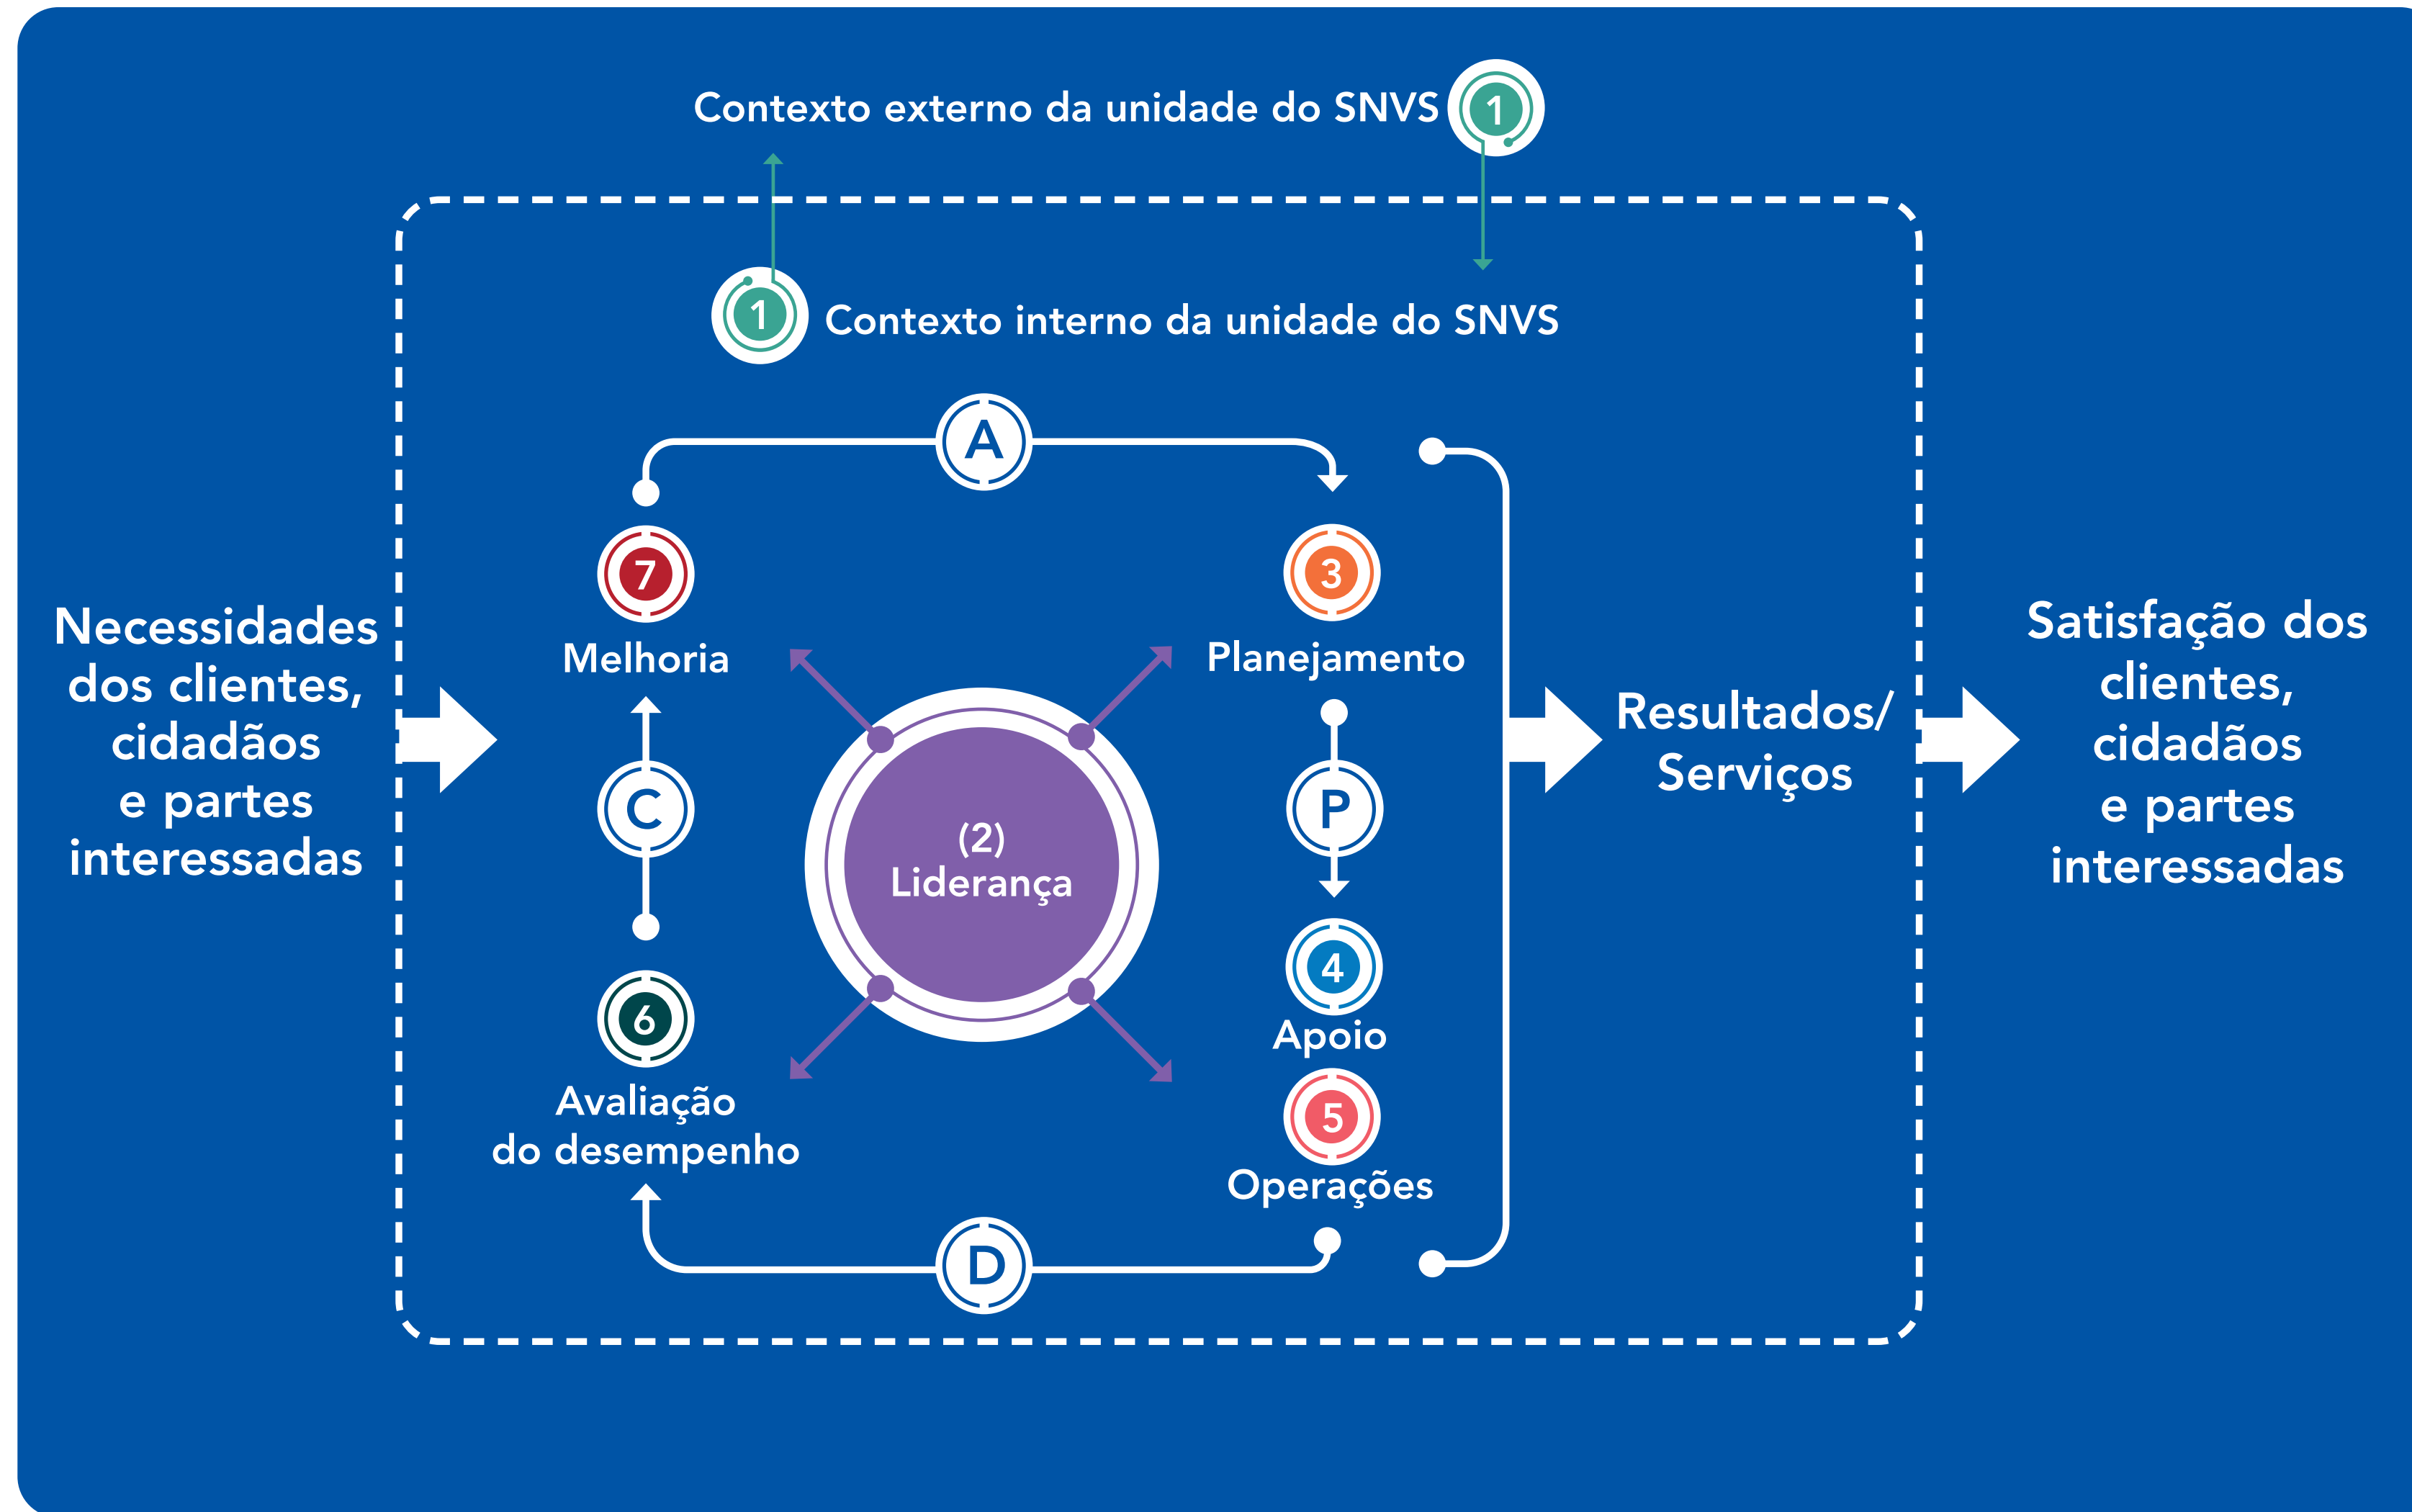 Contexto externo da unidade do SNVS 1
1 Contexto interno da unidade do SNVS
A
7
Melhoria
3
Planejamento
Necessidades
dos clientes,
cidadãos
e partes
interessadas
C
(2)
Liderança
P
Resultados/
Serviços
Satisfação dos
clientes,
cidadãos
e partes
interessadas
6
Avaliação
do desempenho
4
Apoio
5
Operações
D